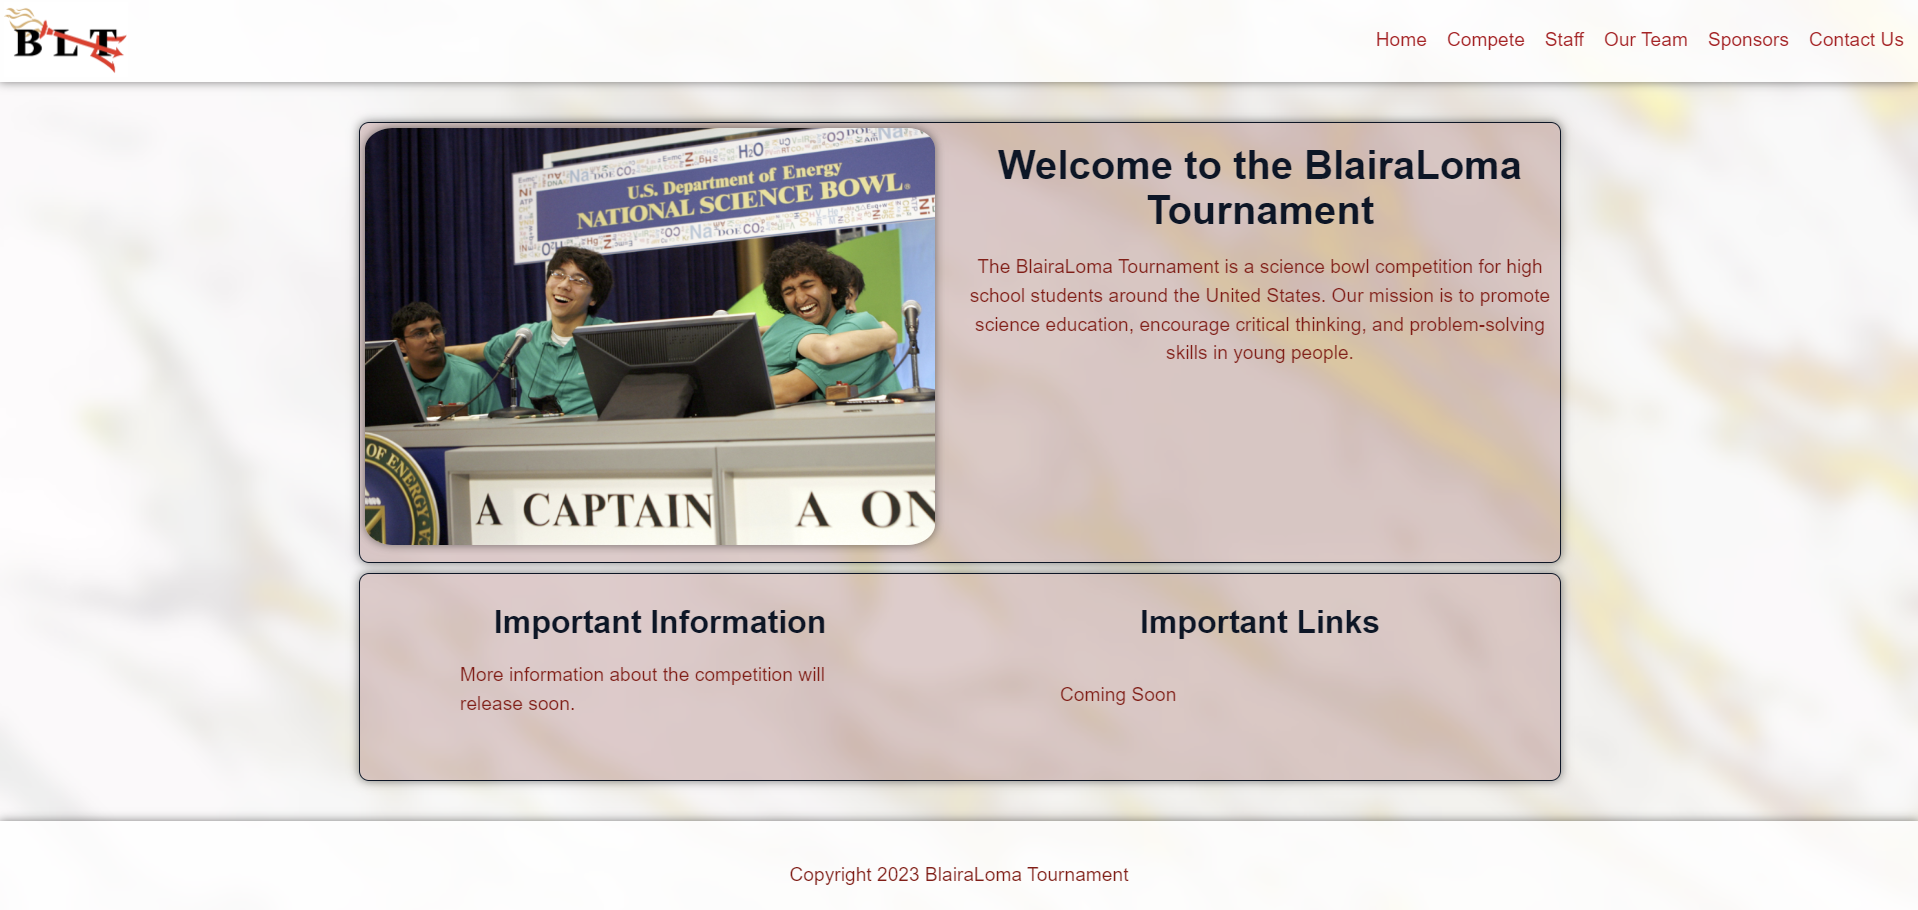 BLT
Home Compete Staff Our Team Sponsors Contact Us
U.S. Department of Energy
NATIONAL SCIENCE BOWL
H₂O
Na DOE CO₂
OF ENERGY
A CAPTAIN
A ON
Welcome to the BlairaLoma
Tournament
The BlairaLoma Tournament is a science bowl competition for high
school students around the United States. Our mission is to promote
science education, encourage critical thinking, and problem-solving
skills in young people.
Important Information
More information about the competition will
release soon.
Important Links
Coming Soon
Copyright 2023 BlairaLoma Tournament